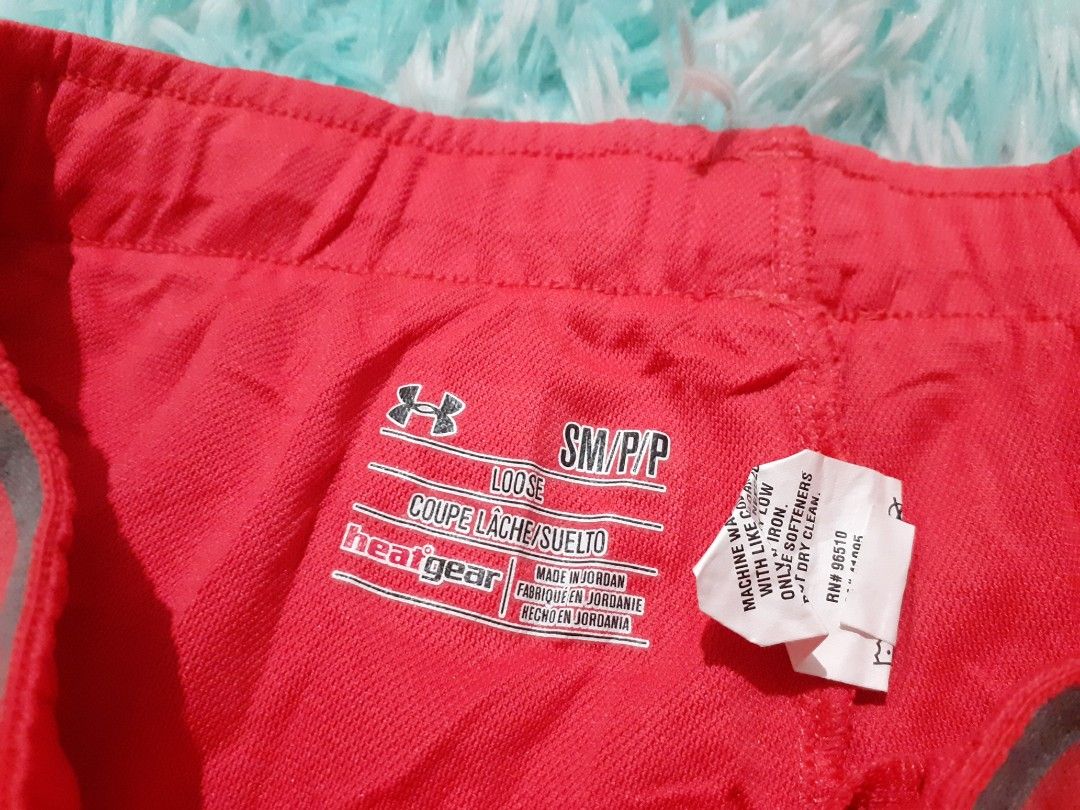 SM/P/P
LOOSE
COUPE LÂCHE/SUELTO
heatgear
MADE IN JORDAN
FABRIQUÉ EN JORDANIE
HECHO EN JORDANIA
MACHINE
WITH LIKE
LOW
IRON.
ONLY
SE SOFTENERS
DRY CLEAN.
RN# 96510